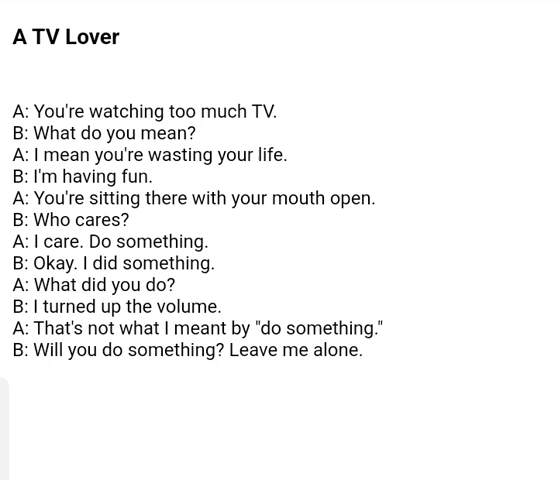 A TV Lover
A: You're watching too much TV.
B: What do you mean?
A: I mean you're wasting your life.
B: I'm having fun.
A: You're sitting there with your mouth open.
B: Who cares?
A: I care. Do something.
B: Okay. I did something.
A: What did you do?
B: I turned up the volume.
A: That's not what I meant by "do something."
B: Will you do something? Leave me alone.